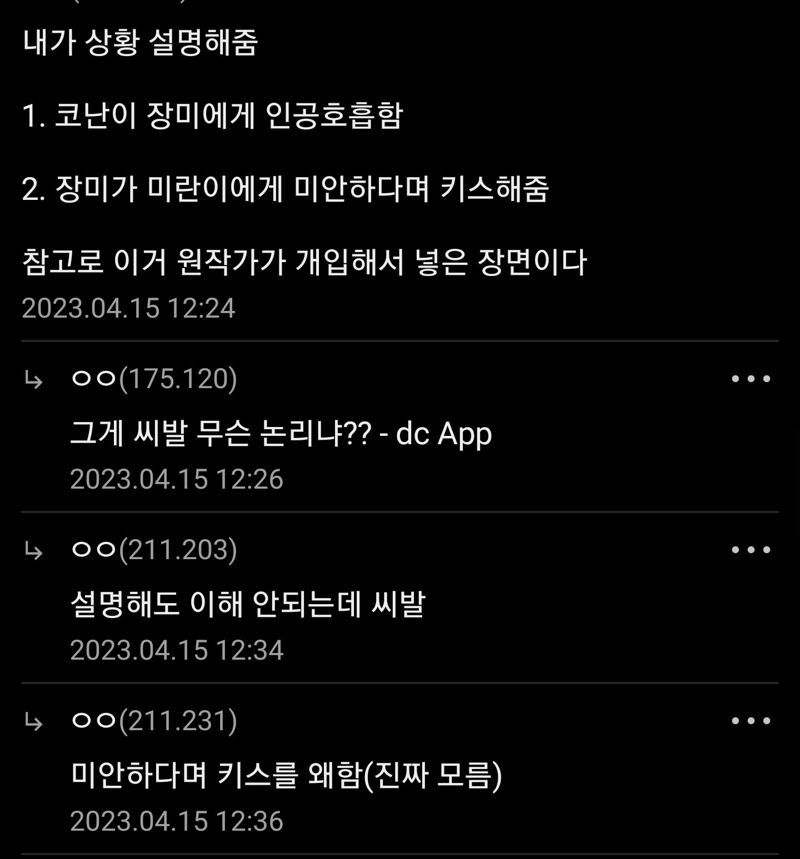 내가 상황 설명해줌
1. 코난이 장미에게 인공호흡함
2. 장미가 미란이에게 미안하다며 키스해줌
참고로 이거 원작가가 개입해서 넣은 장면이다
2023.04.15 12:24
ㅇㅇ(175.120)
그게 씨발 무슨 논리냐?? - dc App
2023.04.15 12:26
ㅇㅇ(211.203)
설명해도 이해 안되는데 씨발
2023.04.15 12:34
ㅇㅇ(211.231)
미안하다며 키스를 왜함(진짜 모름)
2023.04.15 12:36